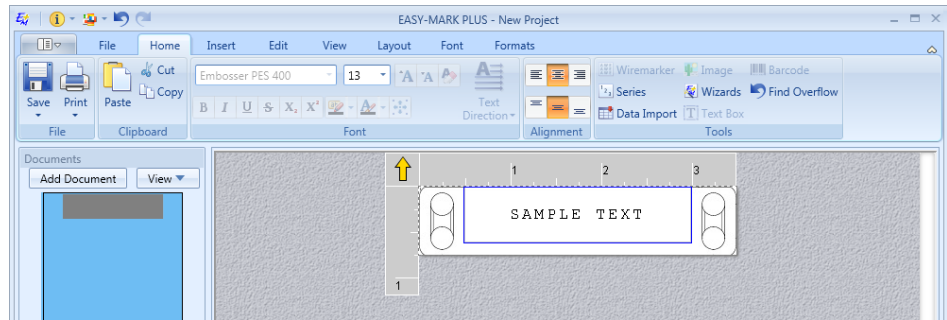 EASY-MARK PLUS - New Project
File Home Insert Edit View Layout Font Formats
Save Print Paste Cut Copy
Embosser PES 400 13 A A
B I U S X₂ X² A
Text Direction
Wiremarker Image Barcode
Series Wizards Find Overflow
Data Import Text Box
File Clipboard Font Alignment Tools
Documents
Add Document View
1 2 3
SAMPLE TEXT
1